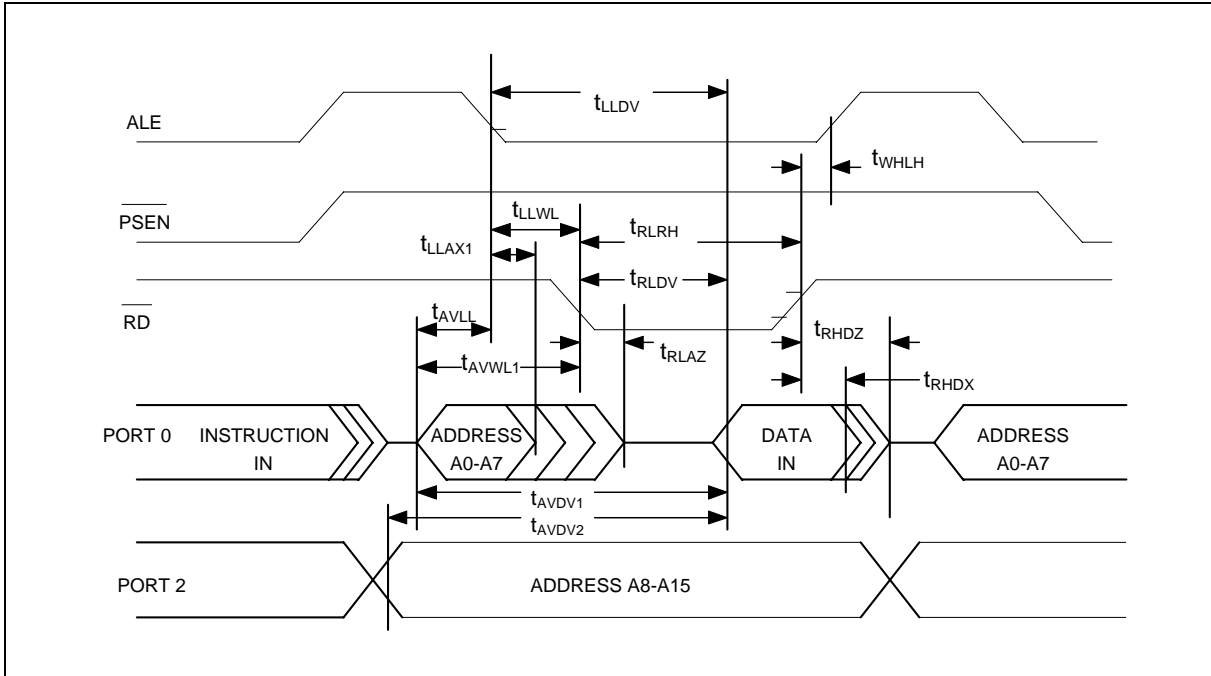 ALE
tLLDV
tWHLH
PSEN
tLLWL
tRLRH
tLLAX1
tRLDV
RD
tAVLL
tRLAZ
tRHDZ
tAVWL1
tRHDX
PORT 0
INSTRUCTION
IN
ADDRESS
A0-A7
DATA
IN
ADDRESS
A0-A7
tAVDV1
tAVDV2
PORT 2
ADDRESS A8-A15